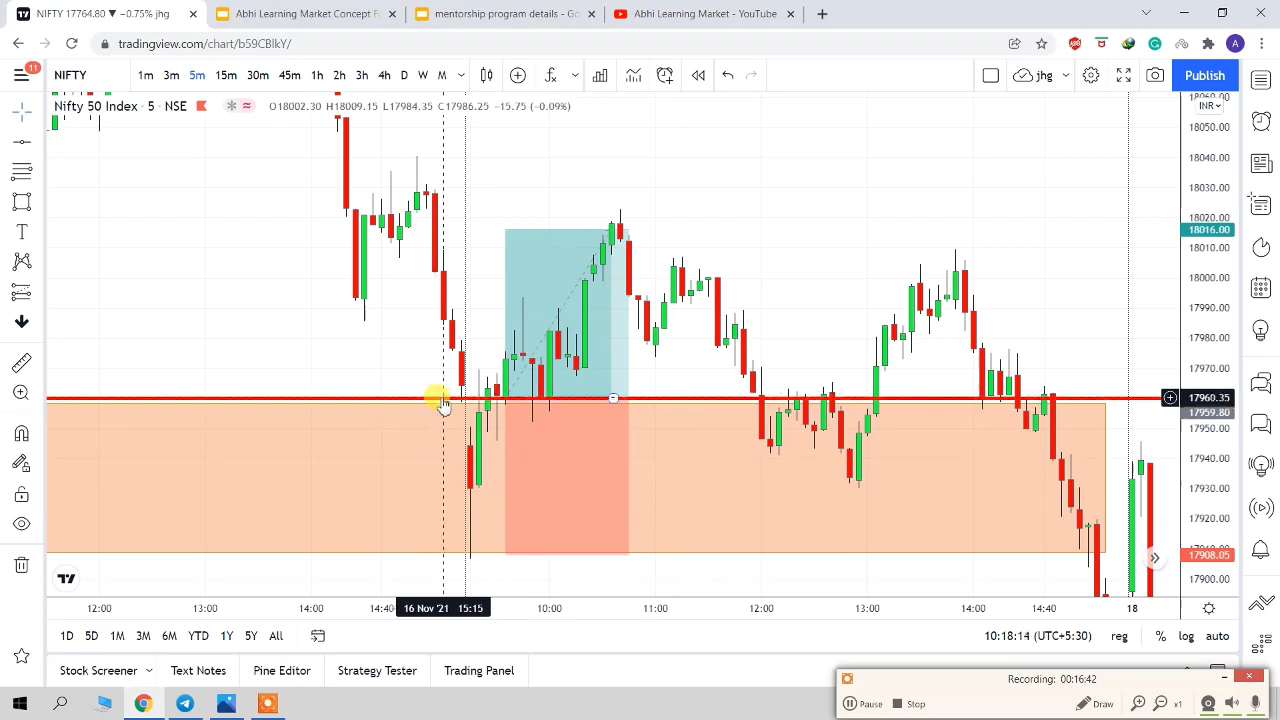 NIFTY 17764.80 ▼ −0.75% jhg
Abhi Learning Market Content F
membership program details - Go
Abhi Learning Market - YouTube
tradingview.com/chart/b59CBlkY/
A
11
NIFTY 1m 3m 5m 15m 30m 45m 1h 2h 3h 4h D W M jhg Publish
Nifty 50 Index · 5 · NSE O18002.30 H18009.15 L17984.35 C17986.25 −15.75 (−0.09%)
18060.00
INR
18050.00
18040.00
18030.00
18020.00
18016.00
18010.00
18000.00
17990.00
17980.00
17970.00
17960.35
17959.80
17950.00
17940.00
17930.00
17920.00
17908.05
17900.00
12:00 13:00 14:00 14:40 16 Nov '21 15:15 10:00 11:00 12:00 13:00 14:00 14:40 18
1D 5D 1M 3M 6M YTD 1Y 5Y All 10:18:14 (UTC+5:30) reg % log auto
Stock Screener Text Notes Pine Editor Strategy Tester Trading Panel
Recording: 00:16:42
Pause Stop Draw x1